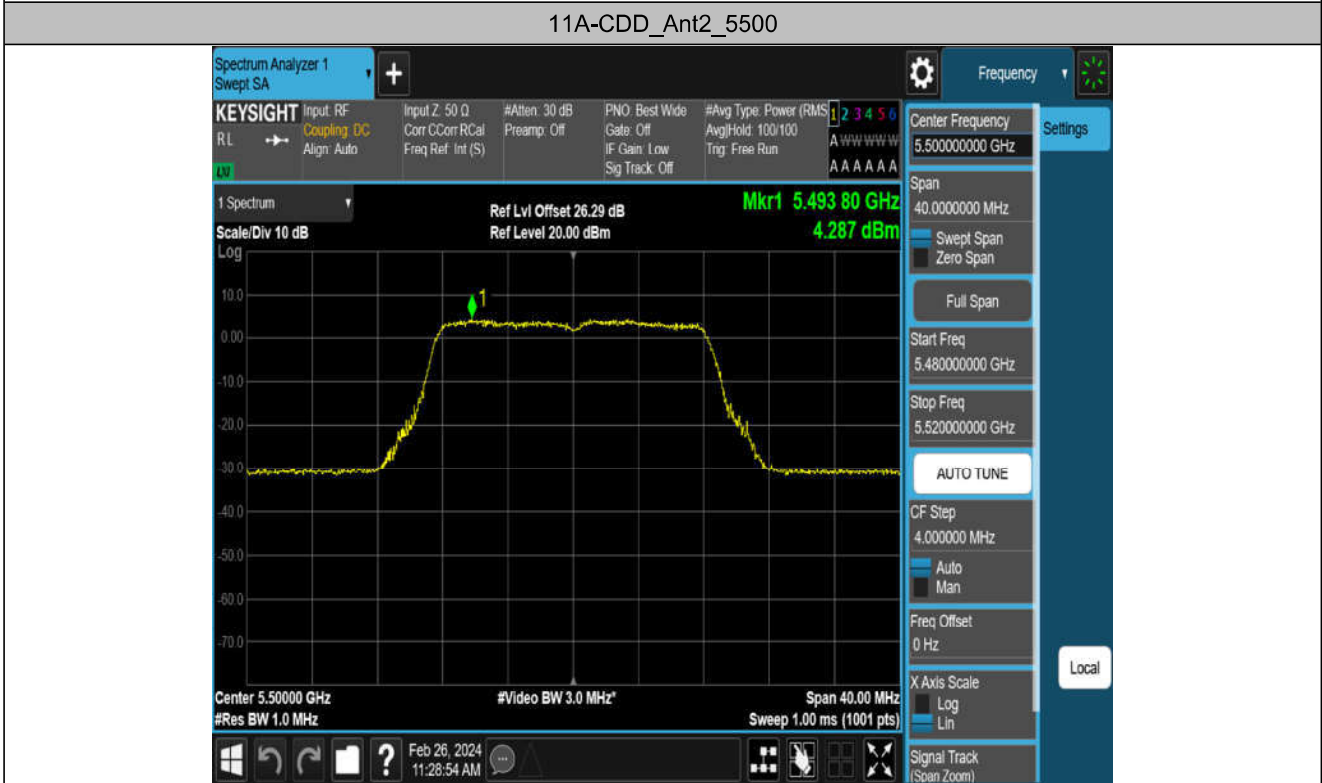 11A-CDD_Ant2_5500
Spectrum Analyzer 1
Swept SA
+
Frequency
KEYSIGHT
RL
LXI
Input: RF
Coupling: DC
Align: Auto
Input Z: 50 Ω
Corr CCorr RCal
Freq Ref: Int (S)
#Atten: 30 dB
Preamp: Off
PNO: Best Wide
Gate: Off
IF Gain: Low
Sig Track: Off
#Avg Type: Power (RMS
Avg|Hold: 100/100
Trig: Free Run
1 2 3 4 5 6
A W W W W W
A A A A A A
1 Spectrum
Scale/Div 10 dB
Log
Ref Lvl Offset 26.29 dB
Ref Level 20.00 dBm
Mkr1 5.493 80 GHz
4.287 dBm
1
10.0
0.00
-10.0
-20.0
-30.0
-40.0
-50.0
-60.0
-70.0
Center 5.50000 GHz
#Res BW 1.0 MHz
#Video BW 3.0 MHz*
Span 40.00 MHz
Sweep 1.00 ms (1001 pts)
?
Feb 26, 2024
11:28:54 AM
Center Frequency
5.500000000 GHz
Settings
Span
40.0000000 MHz
Swept Span
Zero Span
Full Span
Start Freq
5.480000000 GHz
Stop Freq
5.520000000 GHz
AUTO TUNE
CF Step
4.000000 MHz
Auto
Man
Freq Offset
0 Hz
X Axis Scale
Log
Lin
Local
Signal Track
(Span Zoom)